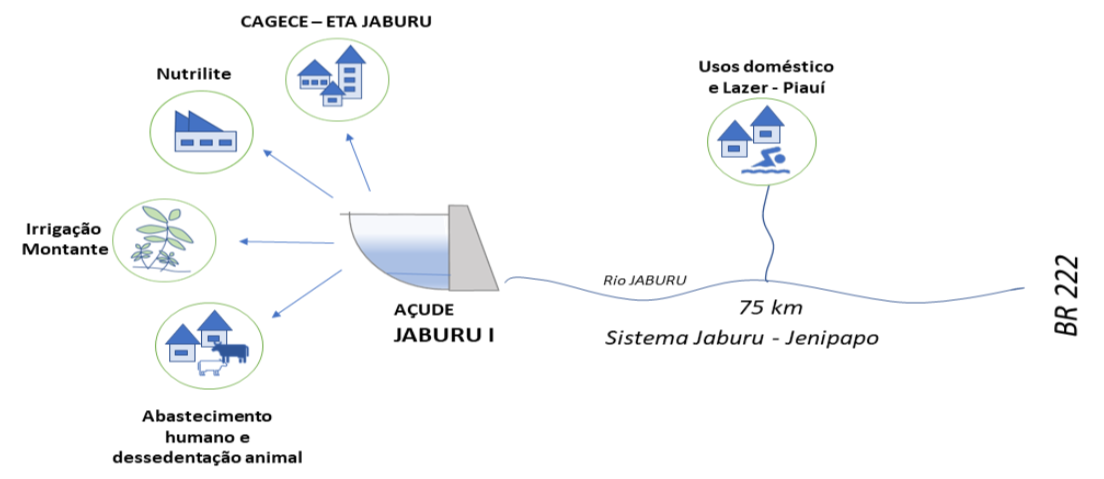 CAGECE – ETA JABURU
Nutrilite
Irrigação
Montante
Abastecimento
humano e
dessedentação animal
AÇUDE
JABURU I
Usos doméstico
e Lazer - Piauí
Rio JABURU
75 km
Sistema Jaburu - Jenipapo
BR 222